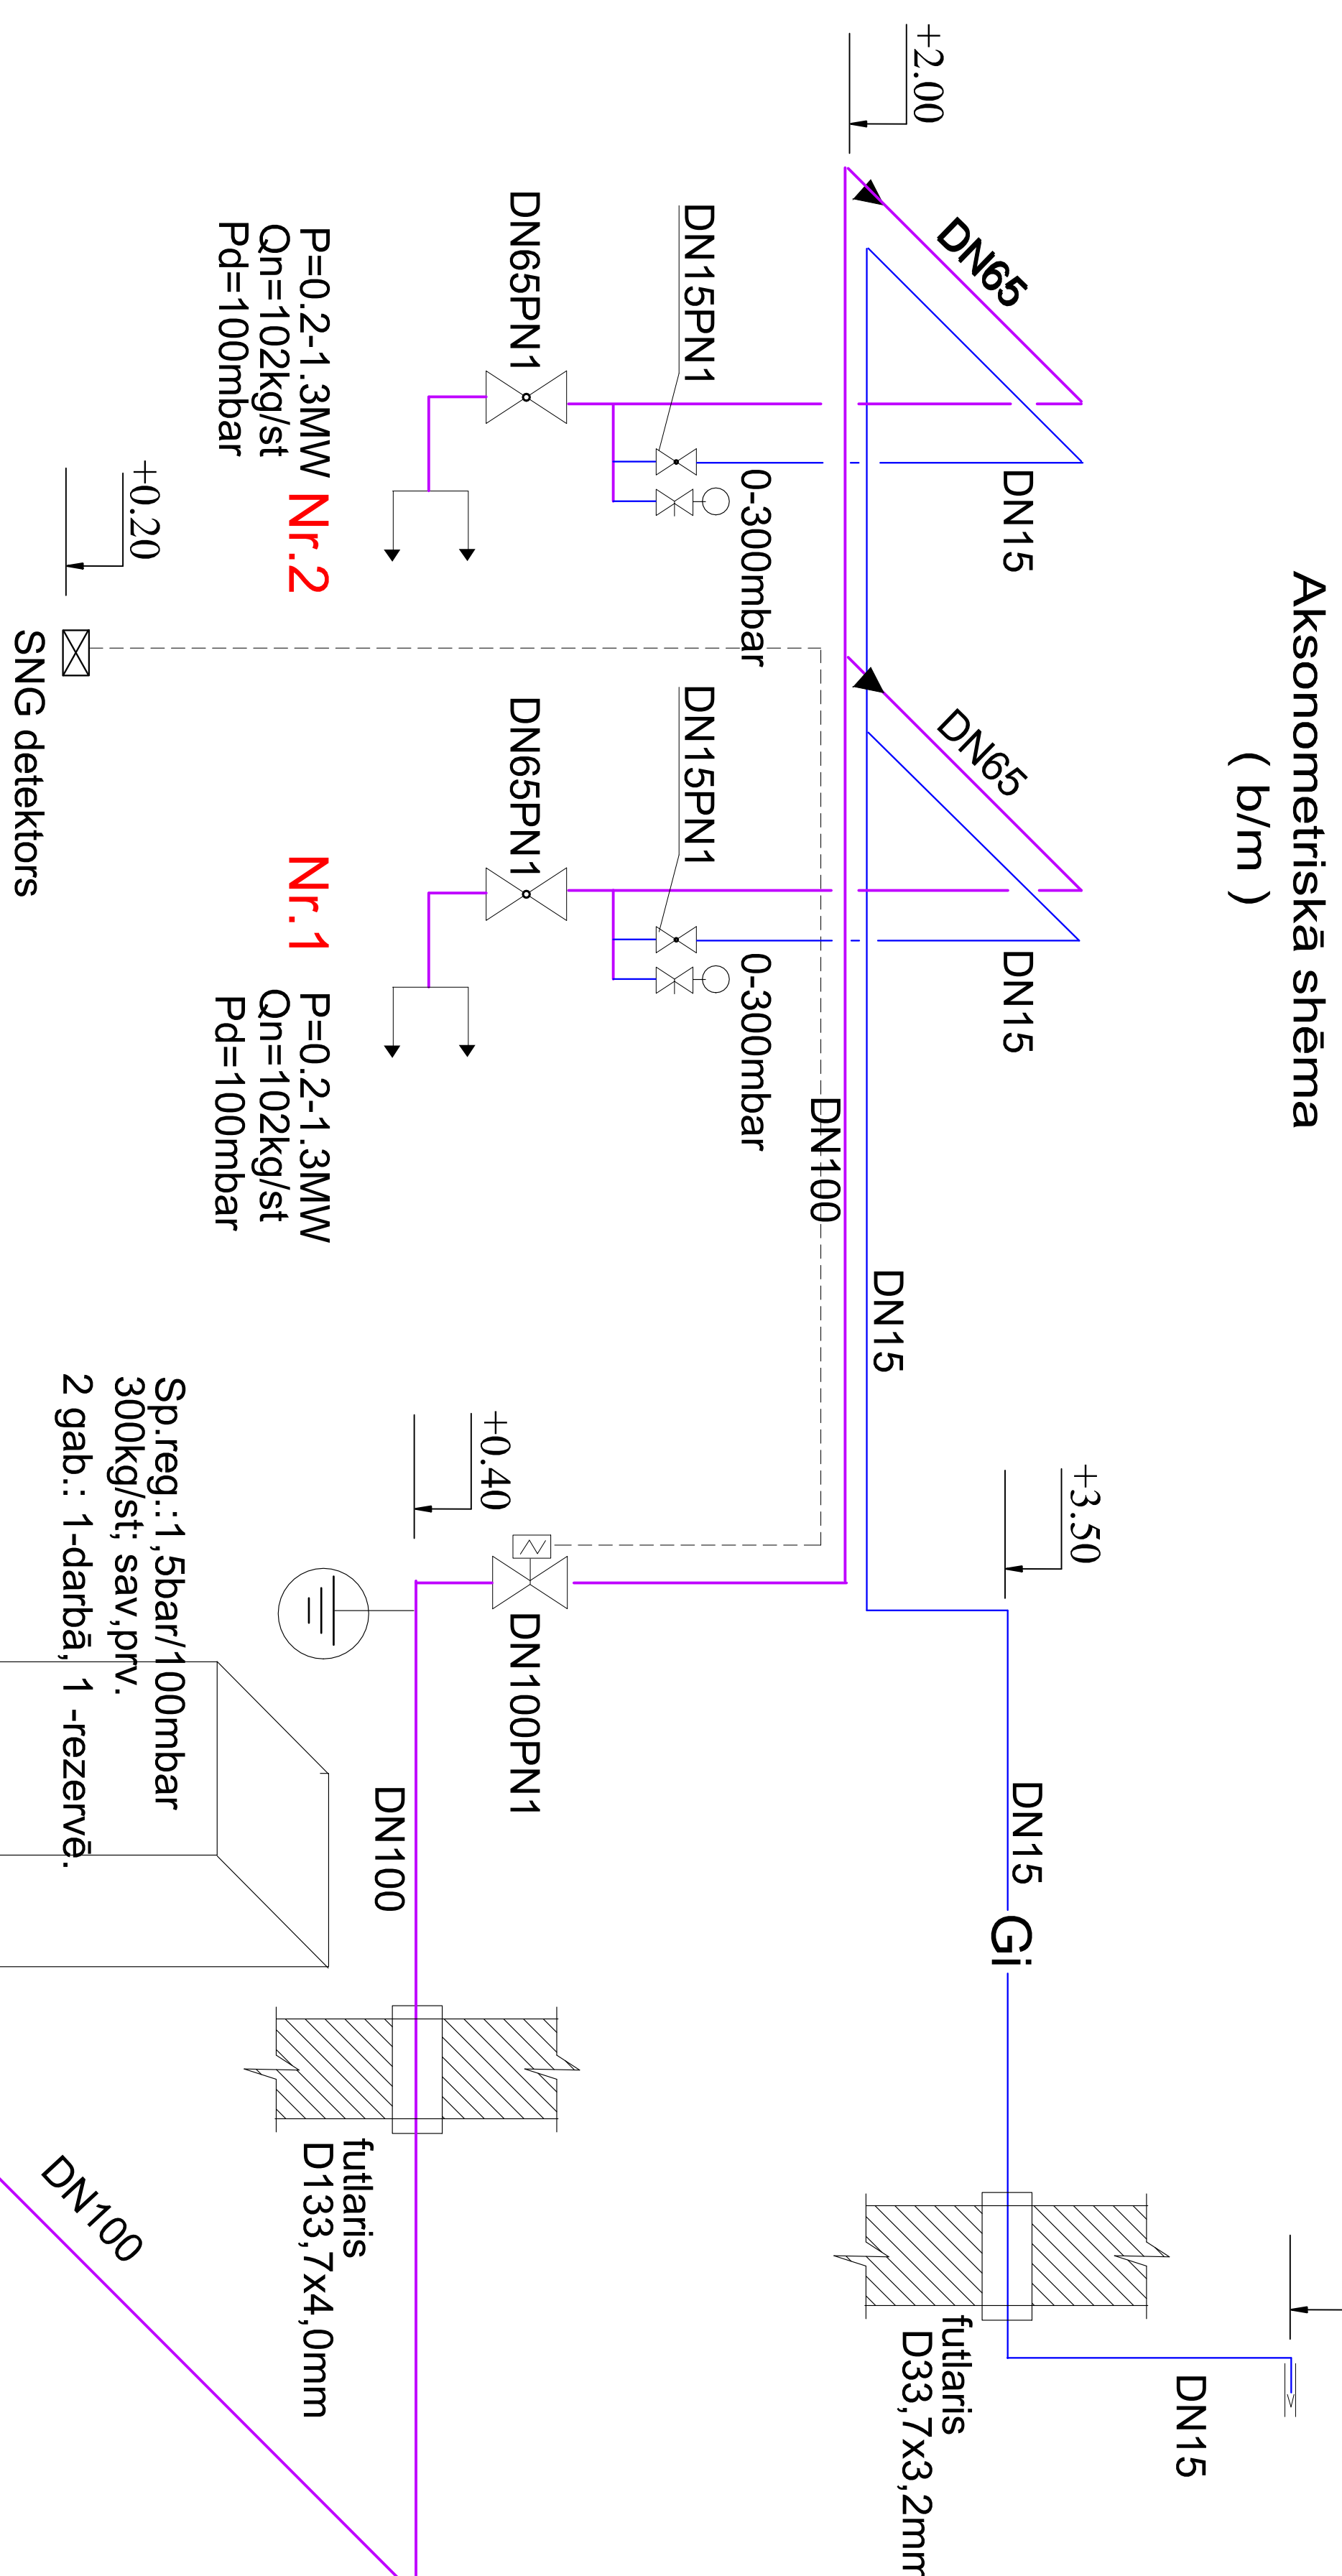 Aksonometriskā shēma
( b/m )
+2.00
DN65
DN15
DN65
DN15
+3.50
DN15
Gi
DN15
DN15
futlaris
D33,7x3,2mm
DN15PN1
0-300mbar
DN65PN1
DN15PN1
0-300mbar
DN65PN1
DN100
P=0.2-1.3MW
Qn=102kg/st
Pd=100mbar
Nr.2
Nr.1
P=0.2-1.3MW
Qn=102kg/st
Pd=100mbar
+0.40
DN100PN1
DN100
futlaris
D133,7x4,0mm
+0.20
SNG detektors
Sp.reg.:1,5bar/100mbar
300kg/st; sav,prv.
2 gab.: 1-darbā, 1 -rezervē.
DN100